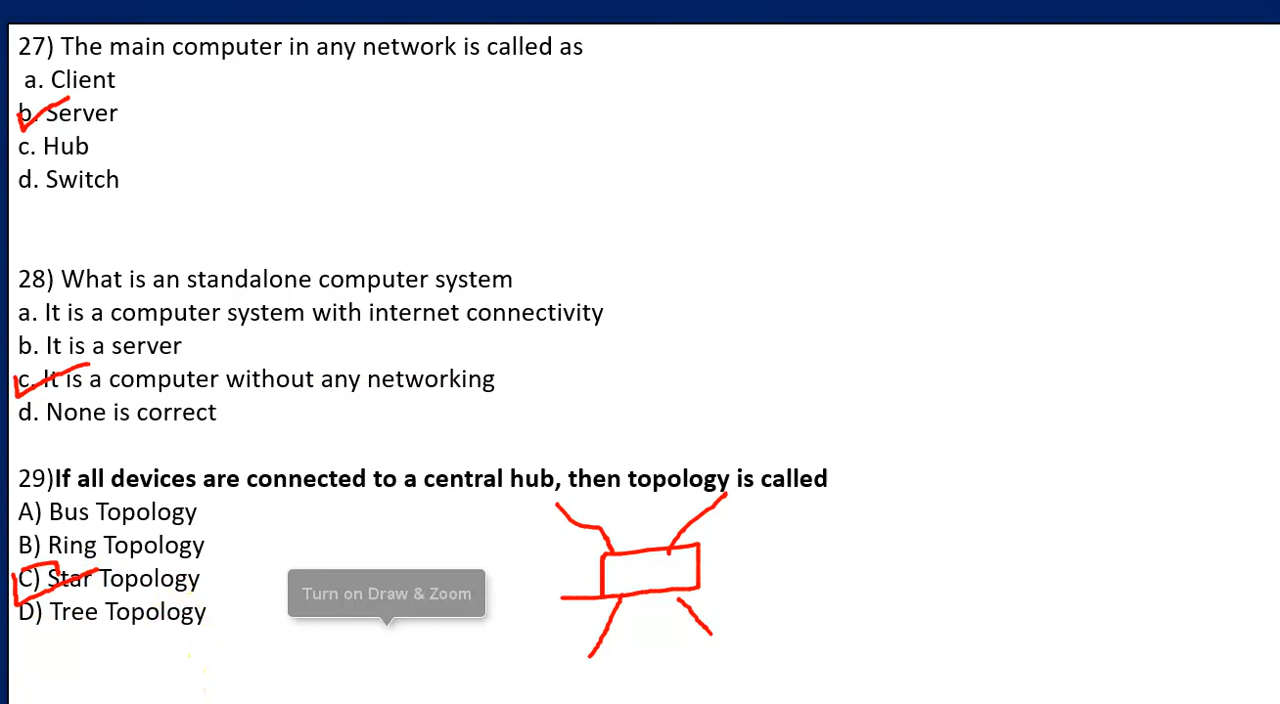 27) The main computer in any network is called as
a. Client
b. Server
c. Hub
d. Switch
28) What is an standalone computer system
a. It is a computer system with internet connectivity
b. It is a server
c. It is a computer without any networking
d. None is correct
29)If all devices are connected to a central hub, then topology is called
A) Bus Topology
B) Ring Topology
C) Star Topology
D) Tree Topology
Turn on Draw & Zoom